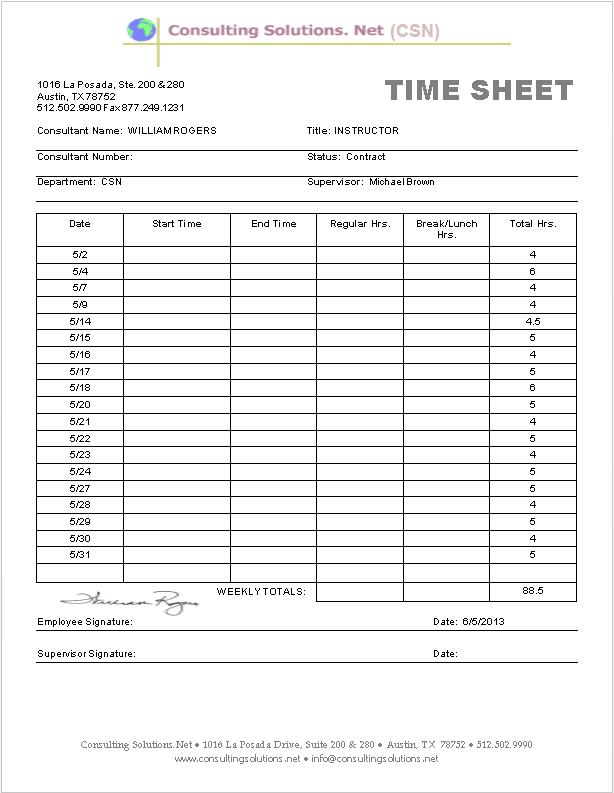 Consulting Solutions. Net (CSN)
1016 La Posada, Ste. 200 & 280
Austin, TX 78752
512.502.9990 Fax 877.249.1231
TIME SHEET
Consultant Name: WILLIAM ROGERS Title: INSTRUCTOR
Consultant Number: Status: Contract
Department: CSN Supervisor: Michael Brown
Date Start Time End Time Regular Hrs. Break/Lunch Hrs. Total Hrs.
5/2 4
5/4 6
5/7 4
5/9 4
5/14 4.5
5/15 5
5/16 4
5/17 5
5/18 6
5/20 5
5/21 4
5/22 5
5/23 4
5/24 5
5/27 5
5/28 4
5/29 5
5/30 4
5/31 5
WEEKLY TOTALS: 88.5
William Rogers
Employee Signature: Date: 6/5/2013
Supervisor Signature: Date:
Consulting Solutions.Net • 1016 La Posada Drive, Suite 200 & 280 • Austin, TX 78752 • 512.502.9990
www.consultingsolutions.net • info@consultingsolutions.net